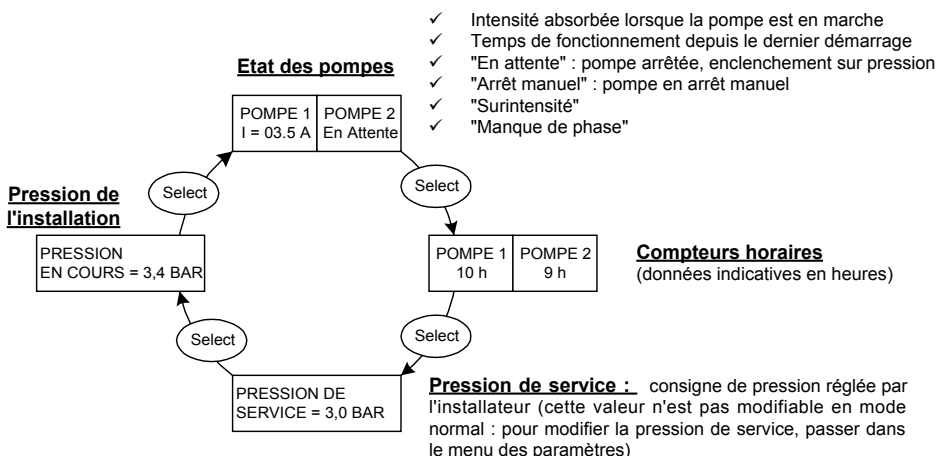 ✓ Intensité absorbée lorsque la pompe est en marche
✓ Temps de fonctionnement depuis le dernier démarrage
✓ "En attente" : pompe arrêtée, enclenchement sur pression
✓ "Arrêt manuel" : pompe en arrêt manuel
✓ "Surintensité"
✓ "Manque de phase"
Etat des pompes
POMPE 1
I = 03.5 A
POMPE 2
En Attente
Select
Select
Pression de
l'installation
PRESSION
EN COURS = 3,4 BAR
POMPE 1
10 h
POMPE 2
9 h
Compteurs horaires
(données indicatives en heures)
Select
Select
PRESSION DE
SERVICE = 3,0 BAR
Pression de service : consigne de pression réglée par
l'installateur (cette valeur n'est pas modifiable en mode
normal : pour modifier la pression de service, passer dans
le menu des paramètres)